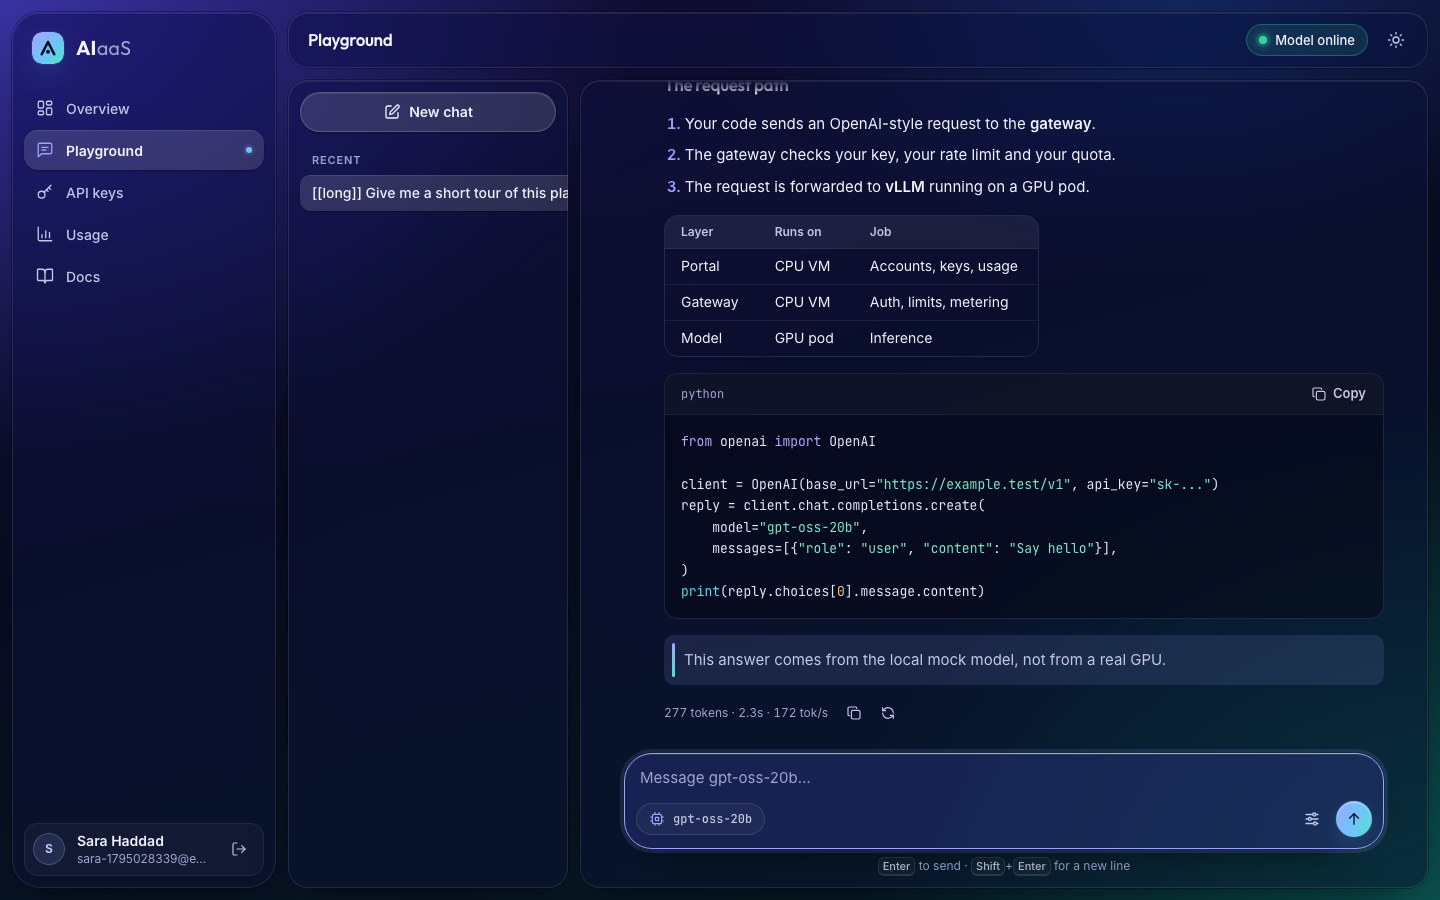 AIaaS
Overview
Playground
API keys
Usage
Docs
S
Sara Haddad
sara-1795028339@e...
Playground
Model online
New chat
RECENT
[[long]] Give me a short tour of this pla
The request path
1. Your code sends an OpenAI-style request to the gateway.
2. The gateway checks your key, your rate limit and your quota.
3. The request is forwarded to vLLM running on a GPU pod.
Layer Runs on Job
Portal CPU VM Accounts, keys, usage
Gateway CPU VM Auth, limits, metering
Model GPU pod Inference
python
Copy
from openai import OpenAI
client = OpenAI(base_url="https://example.test/v1", api_key="sk-...")
reply = client.chat.completions.create(
    model="gpt-oss-20b",
    messages=[{"role": "user", "content": "Say hello"}],
)
print(reply.choices[0].message.content)
This answer comes from the local mock model, not from a real GPU.
277 tokens · 2.3s · 172 tok/s
Message gpt-oss-20b...
gpt-oss-20b
Enter to send · Shift+Enter for a new line